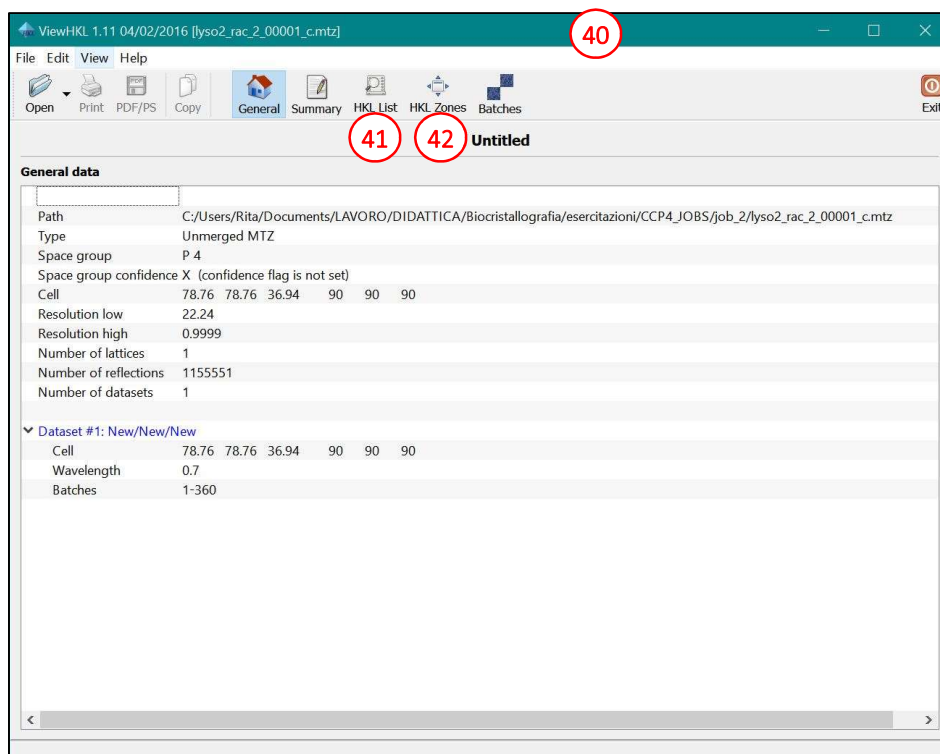 ViewHKL 1.11 04/02/2016 [lyso2_rac_2_00001_c.mtz]
40
File Edit View Help
Open Print PDF/PS Copy General Summary HKL List HKL Zones Batches Exit
41 42 Untitled
General data
Path C:/Users/Rita/Documents/LAVORO/DIDATTICA/Biocristallografia/esercitazioni/CCP4_JOBS/job_2/lyso2_rac_2_00001_c.mtz
Type Unmerged MTZ
Space group P 4
Space group confidence X (confidence flag is not set)
Cell 78.76 78.76 36.94 90 90 90
Resolution low 22.24
Resolution high 0.9999
Number of lattices 1
Number of reflections 1155551
Number of datasets 1
Dataset #1: New/New/New
Cell 78.76 78.76 36.94 90 90 90
Wavelength 0.7
Batches 1-360